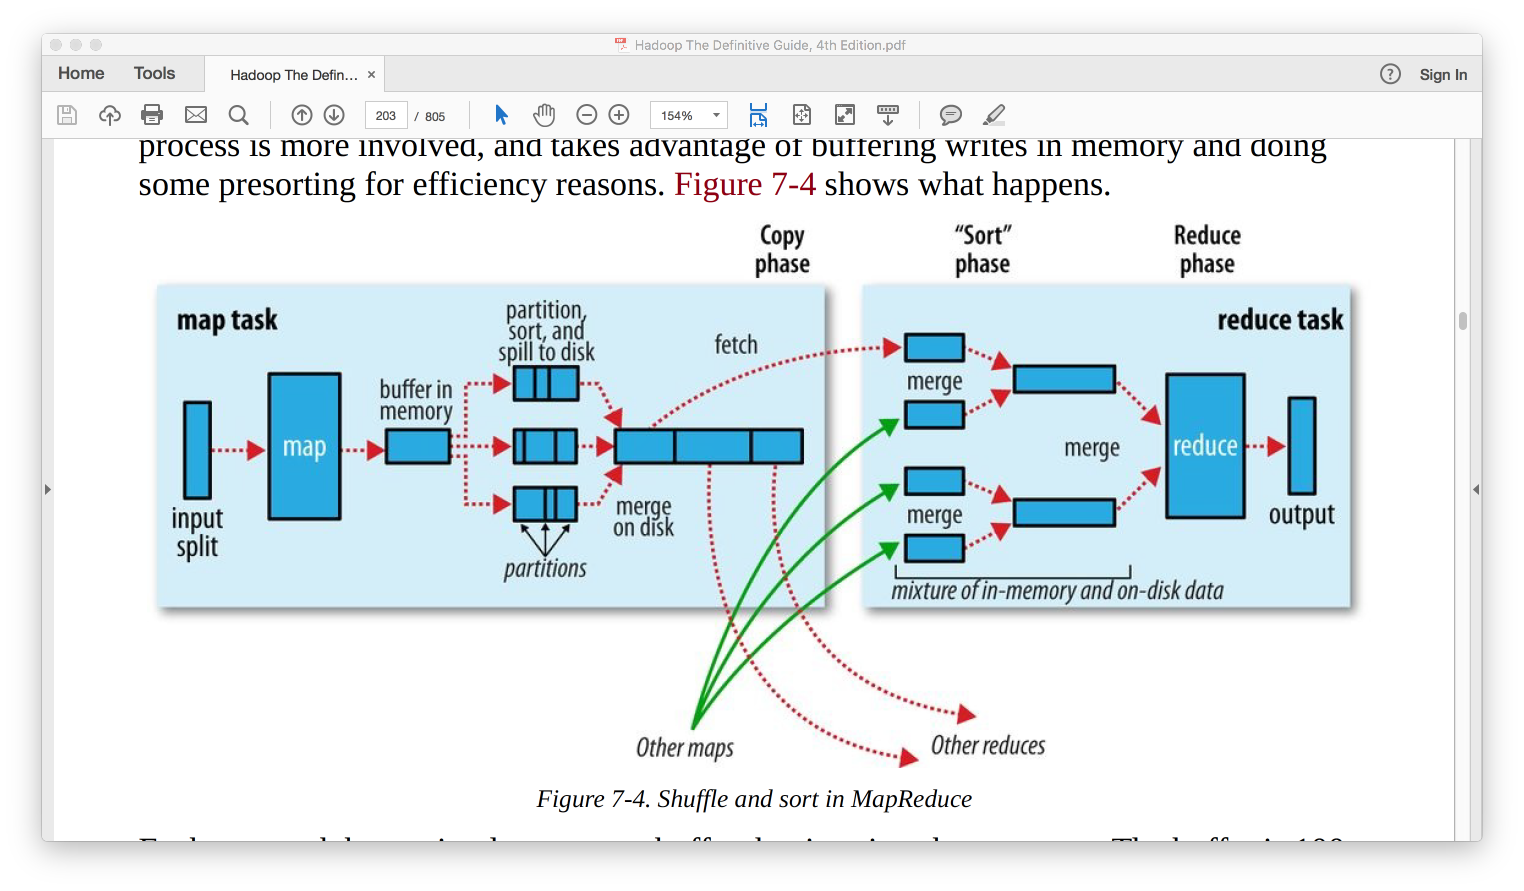 Hadoop The Definitive Guide, 4th Edition.pdf
Home
Tools
Hadoop The Defin... ×
?
Sign In
203 / 805
154%
process is more involved, and takes advantage of buffering writes in memory and doing
some presorting for efficiency reasons. Figure 7-4 shows what happens.
Copy
phase
“Sort”
phase
Reduce
phase
map task
partition,
sort, and
spill to disk
fetch
reduce task
buffer in
memory
merge
map
merge
reduce
input
split
merge
on disk
merge
output
partitions
mixture of in-memory and on-disk data
Other maps
Other reduces
Figure 7-4. Shuffle and sort in MapReduce